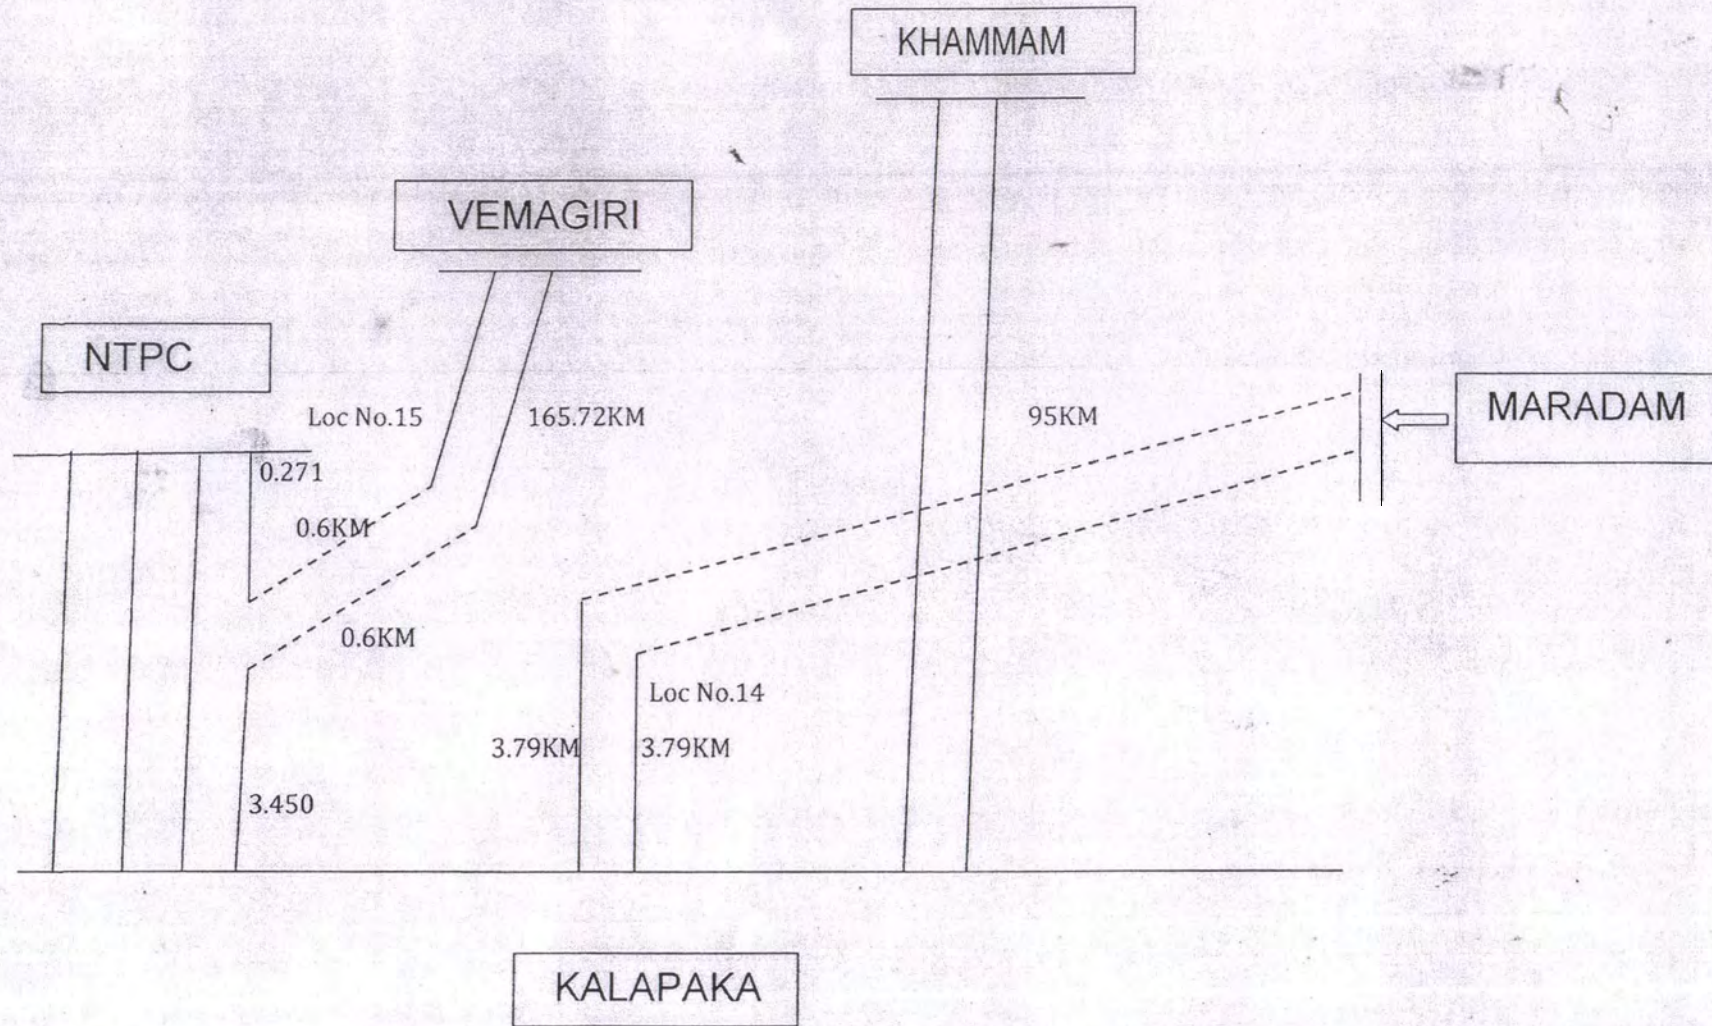 KHAMMAM
VEMAGIRI
NTPC
MARADAM
Loc No.15
165.72KM
95KM
0.271
0.6KM
0.6KM
Loc No.14
3.79KM
3.79KM
3.450
KALAPAKA